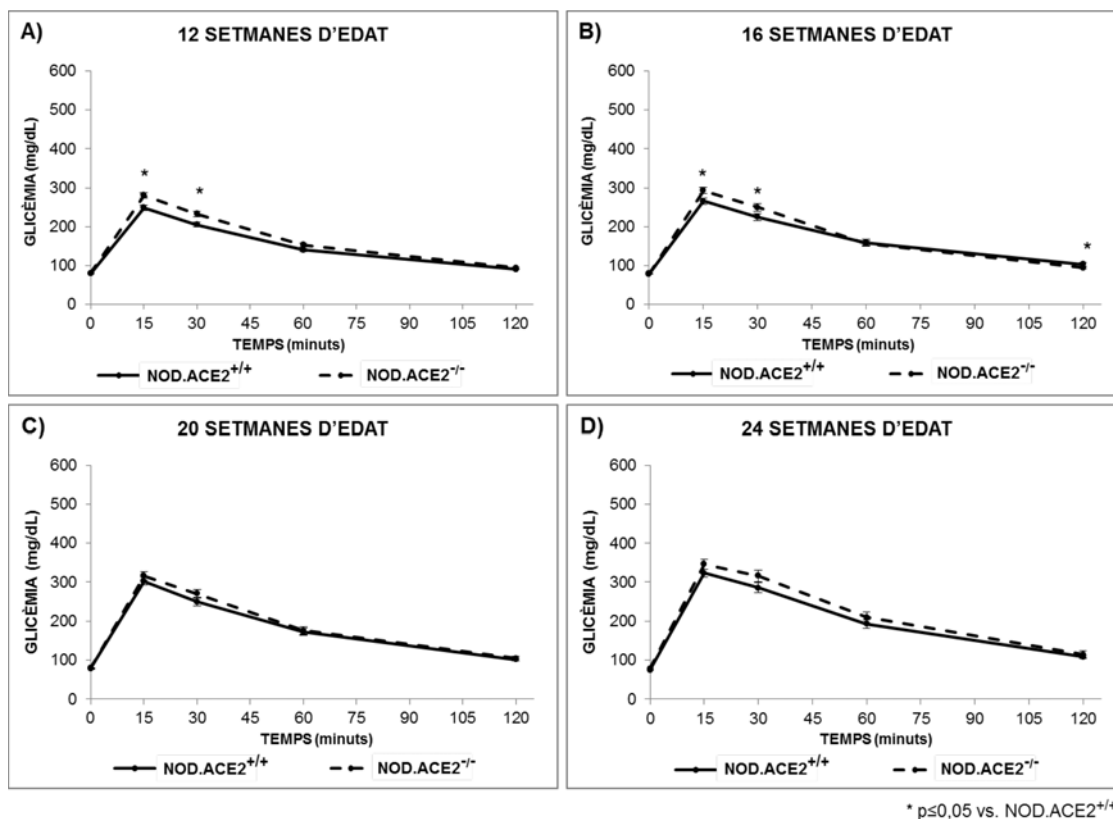 A)
12 SETMANES D'EDAT
GLICÈMIA (mg/dL)
600
500
400
300
200
100
0
*
*
0 15 30 45 60 75 90 105 120
TEMPS (minuts)
NOD.ACE2+/+ NOD.ACE2-/-
B)
16 SETMANES D'EDAT
GLICÈMIA (mg/dL)
600
500
400
300
200
100
0
*
*
*
0 15 30 45 60 75 90 105 120
TEMPS (minuts)
NOD.ACE2+/+ NOD.ACE2-/-
C)
20 SETMANES D'EDAT
GLICÈMIA (mg/dL)
600
500
400
300
200
100
0
0 15 30 45 60 75 90 105 120
TEMPS (minuts)
NOD.ACE2+/+ NOD.ACE2-/-
D)
24 SETMANES D'EDAT
GLICÈMIA (mg/dL)
600
500
400
300
200
100
0
0 15 30 45 60 75 90 105 120
TEMPS (minuts)
NOD.ACE2+/+ NOD.ACE2-/-
* p≤0,05 vs. NOD.ACE2+/+